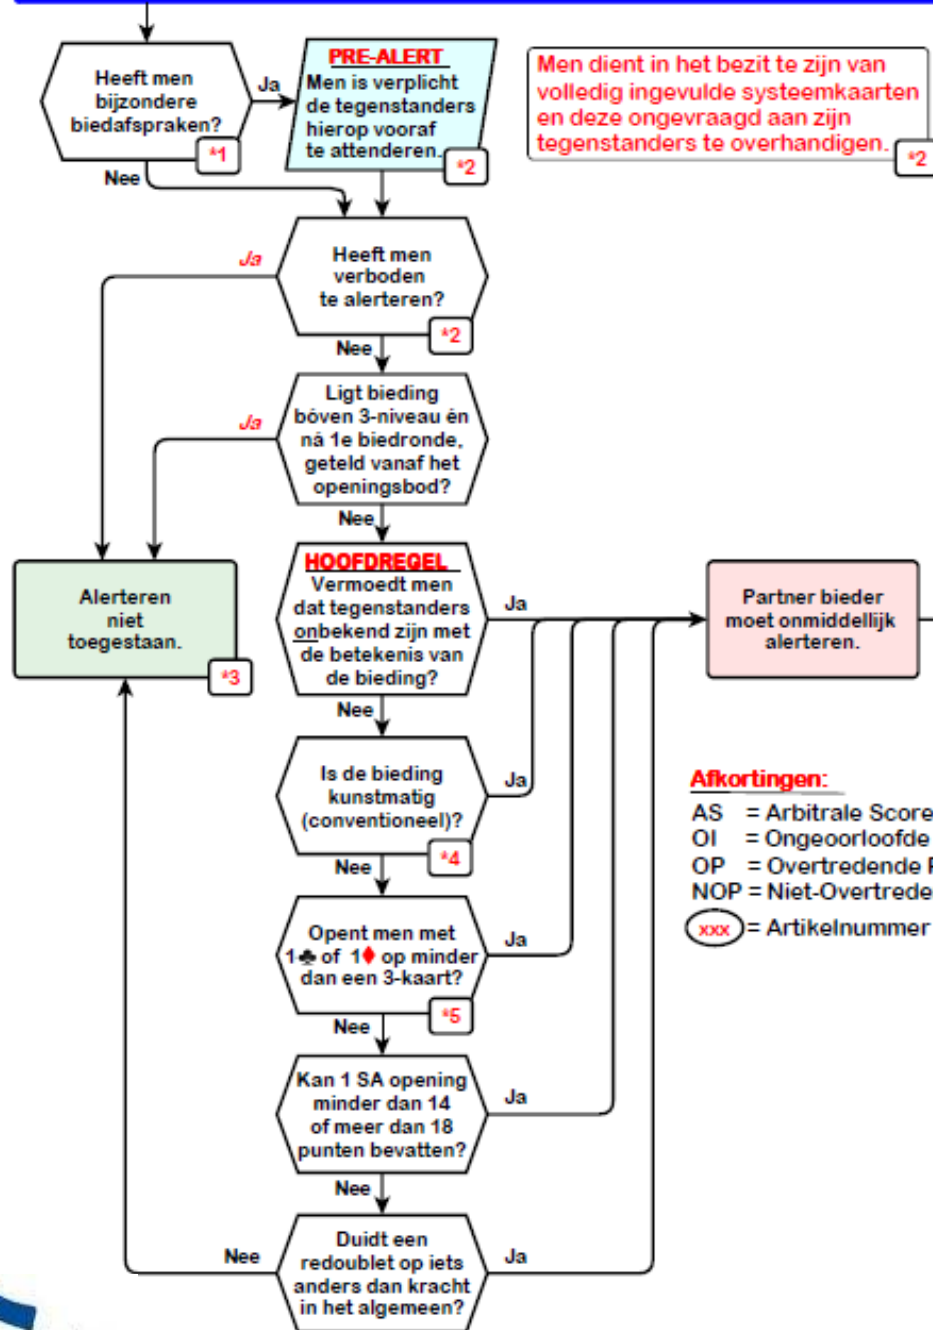 Heeft men
bijzondere
biedafspraken?
*1
Ja
Nee
PRE-ALERT
Men is verplicht
de tegenstanders
hierop vooraf
te attenderen.
*2
Men dient in het bezit te zijn van
volledig ingevulde systeemkaarten
en deze ongevraagd aan zijn
tegenstanders te overhandigen.
*2
Heeft men
verboden
te alerteren?
*2
Ja
Nee
Ligt bieding
bóven 3-niveau én
ná 1e biedronde,
geteld vanaf het
openingsbod?
Ja
Nee
Alerteren
niet
toegestaan.
*3
HOOFDREGEL
Vermoedt men
dat tegenstanders
onbekend zijn met
de betekenis van
de bieding?
Ja
Nee
Partner bieder
moet onmiddellijk
alerteren.
Is de bieding
kunstmatig
(conventioneel)?
*4
Ja
Nee
Afkortingen:
AS = Arbitrale Score
OI = Ongeoorloofde
OP = Overtredende
NOP = Niet-Overtrede
xxx = Artikelnummer
Opent men met
1♣ of 1♦ op minder
dan een 3-kaart?
*5
Ja
Nee
Kan 1 SA opening
minder dan 14
of meer dan 18
punten bevatten?
Ja
Nee
Duidt een
redoublet op iets
anders dan kracht
in het algemeen?
Nee
Ja